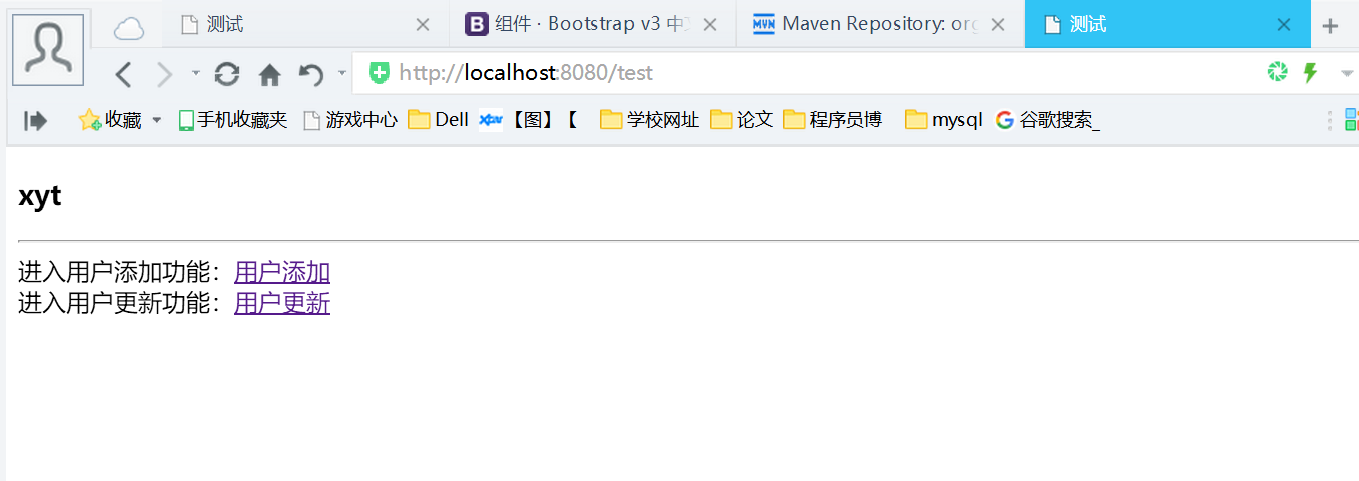 测试 组件 · Bootstrap v3 中 Maven Repository: org 测试
http://localhost:8080/test
收藏 手机收藏夹 游戏中心 Dell 【图】【 学校网址 论文 程序员博 mysql 谷歌搜索_
xyt
进入用户添加功能：用户添加
进入用户更新功能：用户更新